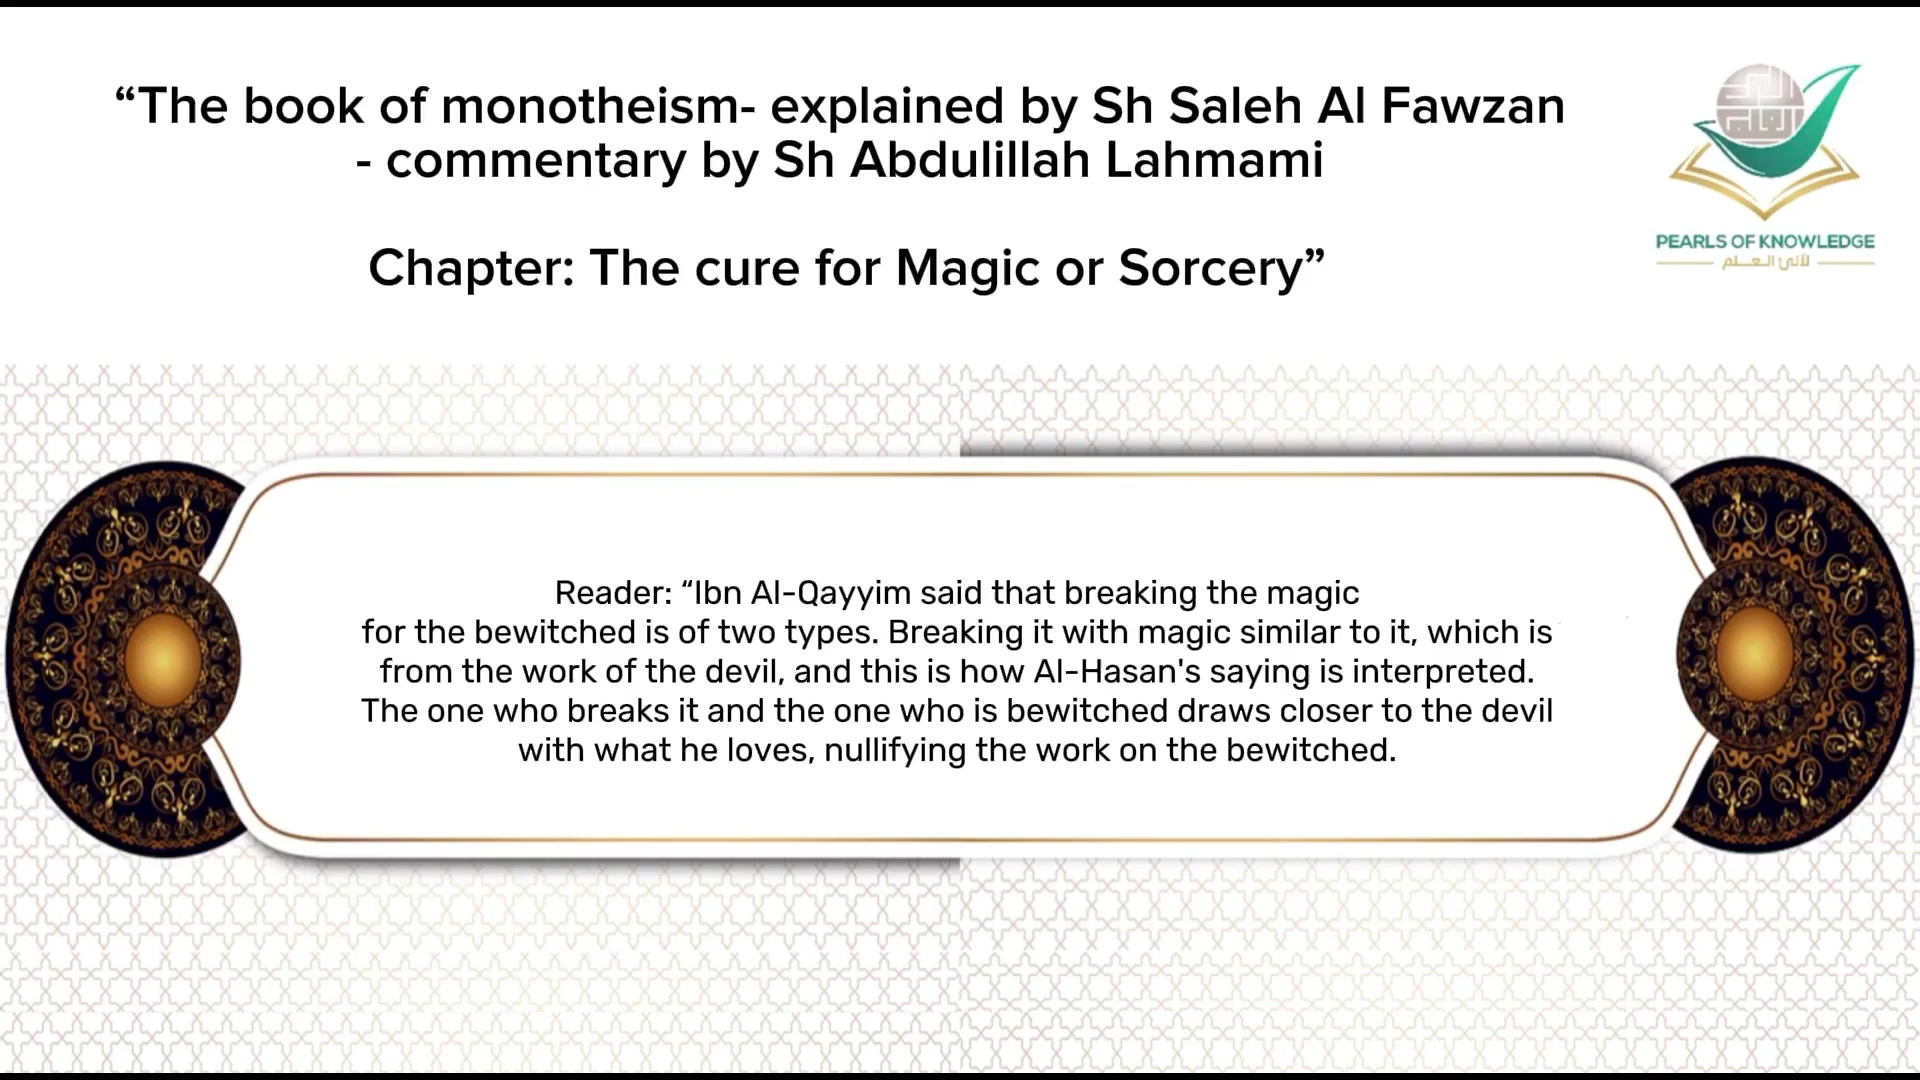 “The book of monotheism- explained by Sh Saleh Al Fawzan
- commentary by Sh Abdulillah Lahmami
Chapter: The cure for Magic or Sorcery”
PEARLS OF KNOWLEDGE
لآلئ العلم
Reader: “Ibn Al-Qayyim said that breaking the magic
for the bewitched is of two types. Breaking it with magic similar to it, which is
from the work of the devil, and this is how Al-Hasan's saying is interpreted.
The one who breaks it and the one who is bewitched draws closer to the devil
with what he loves, nullifying the work on the bewitched.